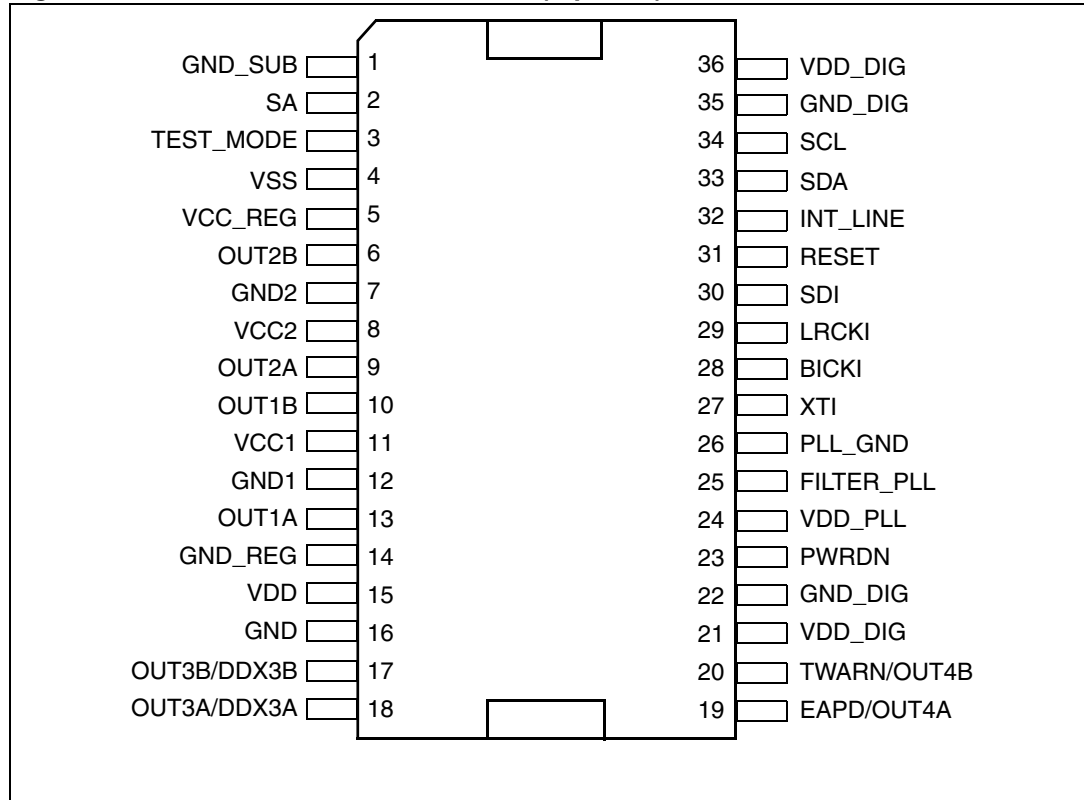 GND_SUB 1 36 VDD_DIG
SA 2 35 GND_DIG
TEST_MODE 3 34 SCL
VSS 4 33 SDA
VCC_REG 5 32 INT_LINE
OUT2B 6 31 RESET
GND2 7 30 SDI
VCC2 8 29 LRCKI
OUT2A 9 28 BICKI
OUT1B 10 27 XTI
VCC1 11 26 PLL_GND
GND1 12 25 FILTER_PLL
OUT1A 13 24 VDD_PLL
GND_REG 14 23 PWRDN
VDD 15 22 GND_DIG
GND 16 21 VDD_DIG
OUT3B/DDX3B 17 20 TWARN/OUT4B
OUT3A/DDX3A 18 19 EAPD/OUT4A